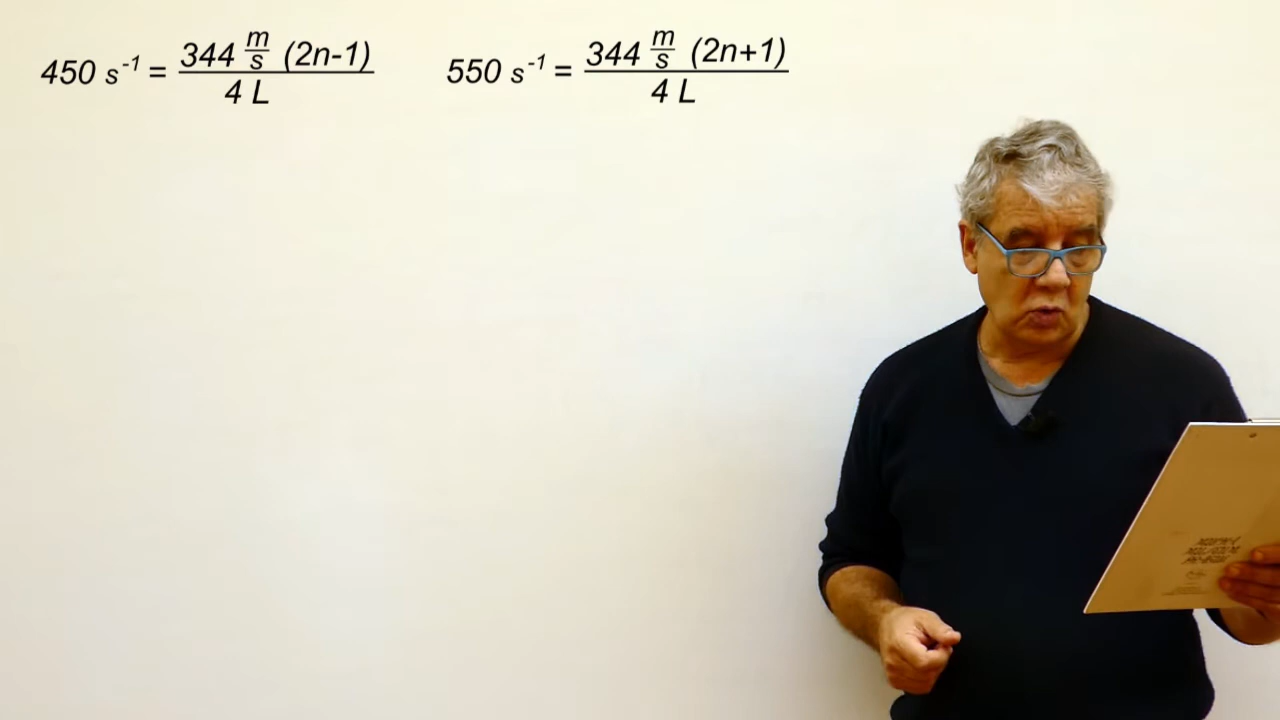 450 s⁻¹ = 344 m/s (2n-1) / 4 L
550 s⁻¹ = 344 m/s (2n+1) / 4 L